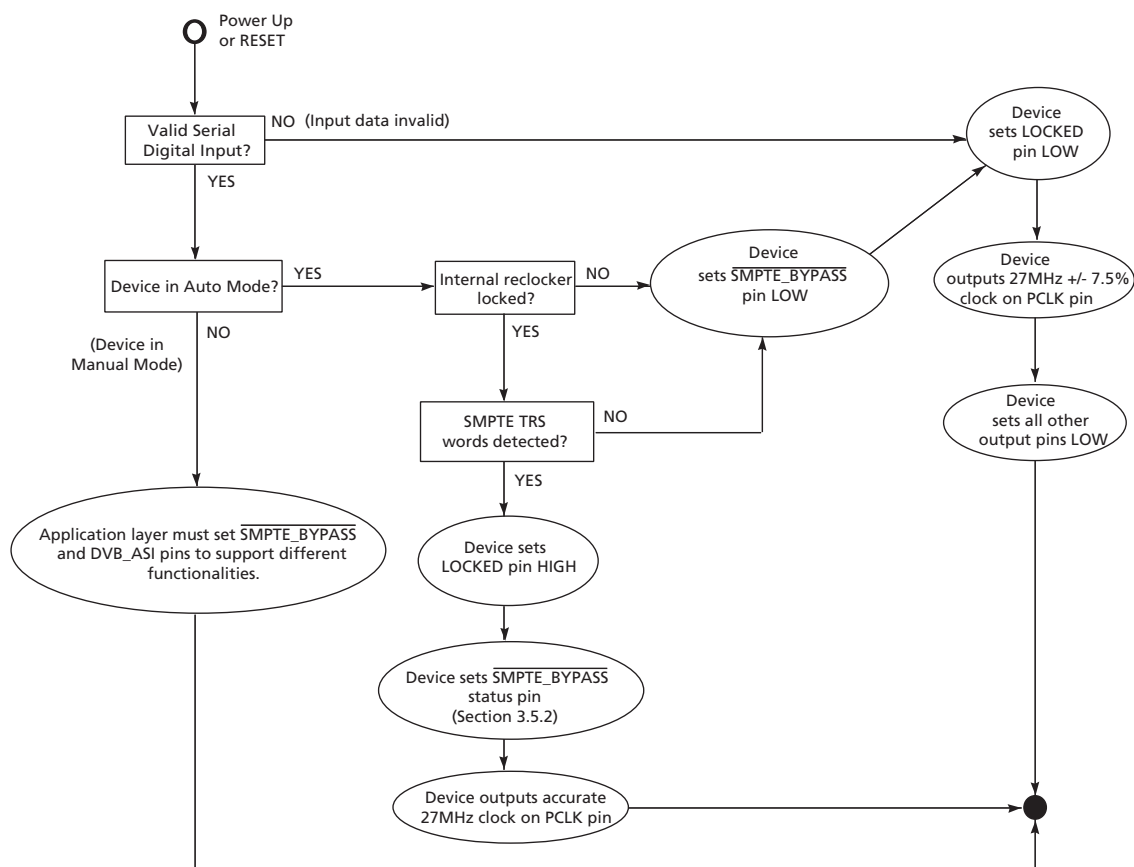 Power Up
or RESET
Valid Serial
Digital Input?
NO (Input data invalid)
YES
Device
sets LOCKED
pin LOW
Device in Auto Mode?
YES
Internal reclocker
locked?
NO
Device
sets SMPTE_BYPASS
pin LOW
Device
outputs 27MHz +/- 7.5%
clock on PCLK pin
NO
(Device in
Manual Mode)
YES
SMPTE TRS
words detected?
NO
Device
sets all other
output pins LOW
YES
Application layer must set SMPTE_BYPASS
and DVB_ASI pins to support different
functionalities.
Device sets
LOCKED pin HIGH
Device sets SMPTE_BYPASS
status pin
(Section 3.5.2)
Device outputs accurate
27MHz clock on PCLK pin